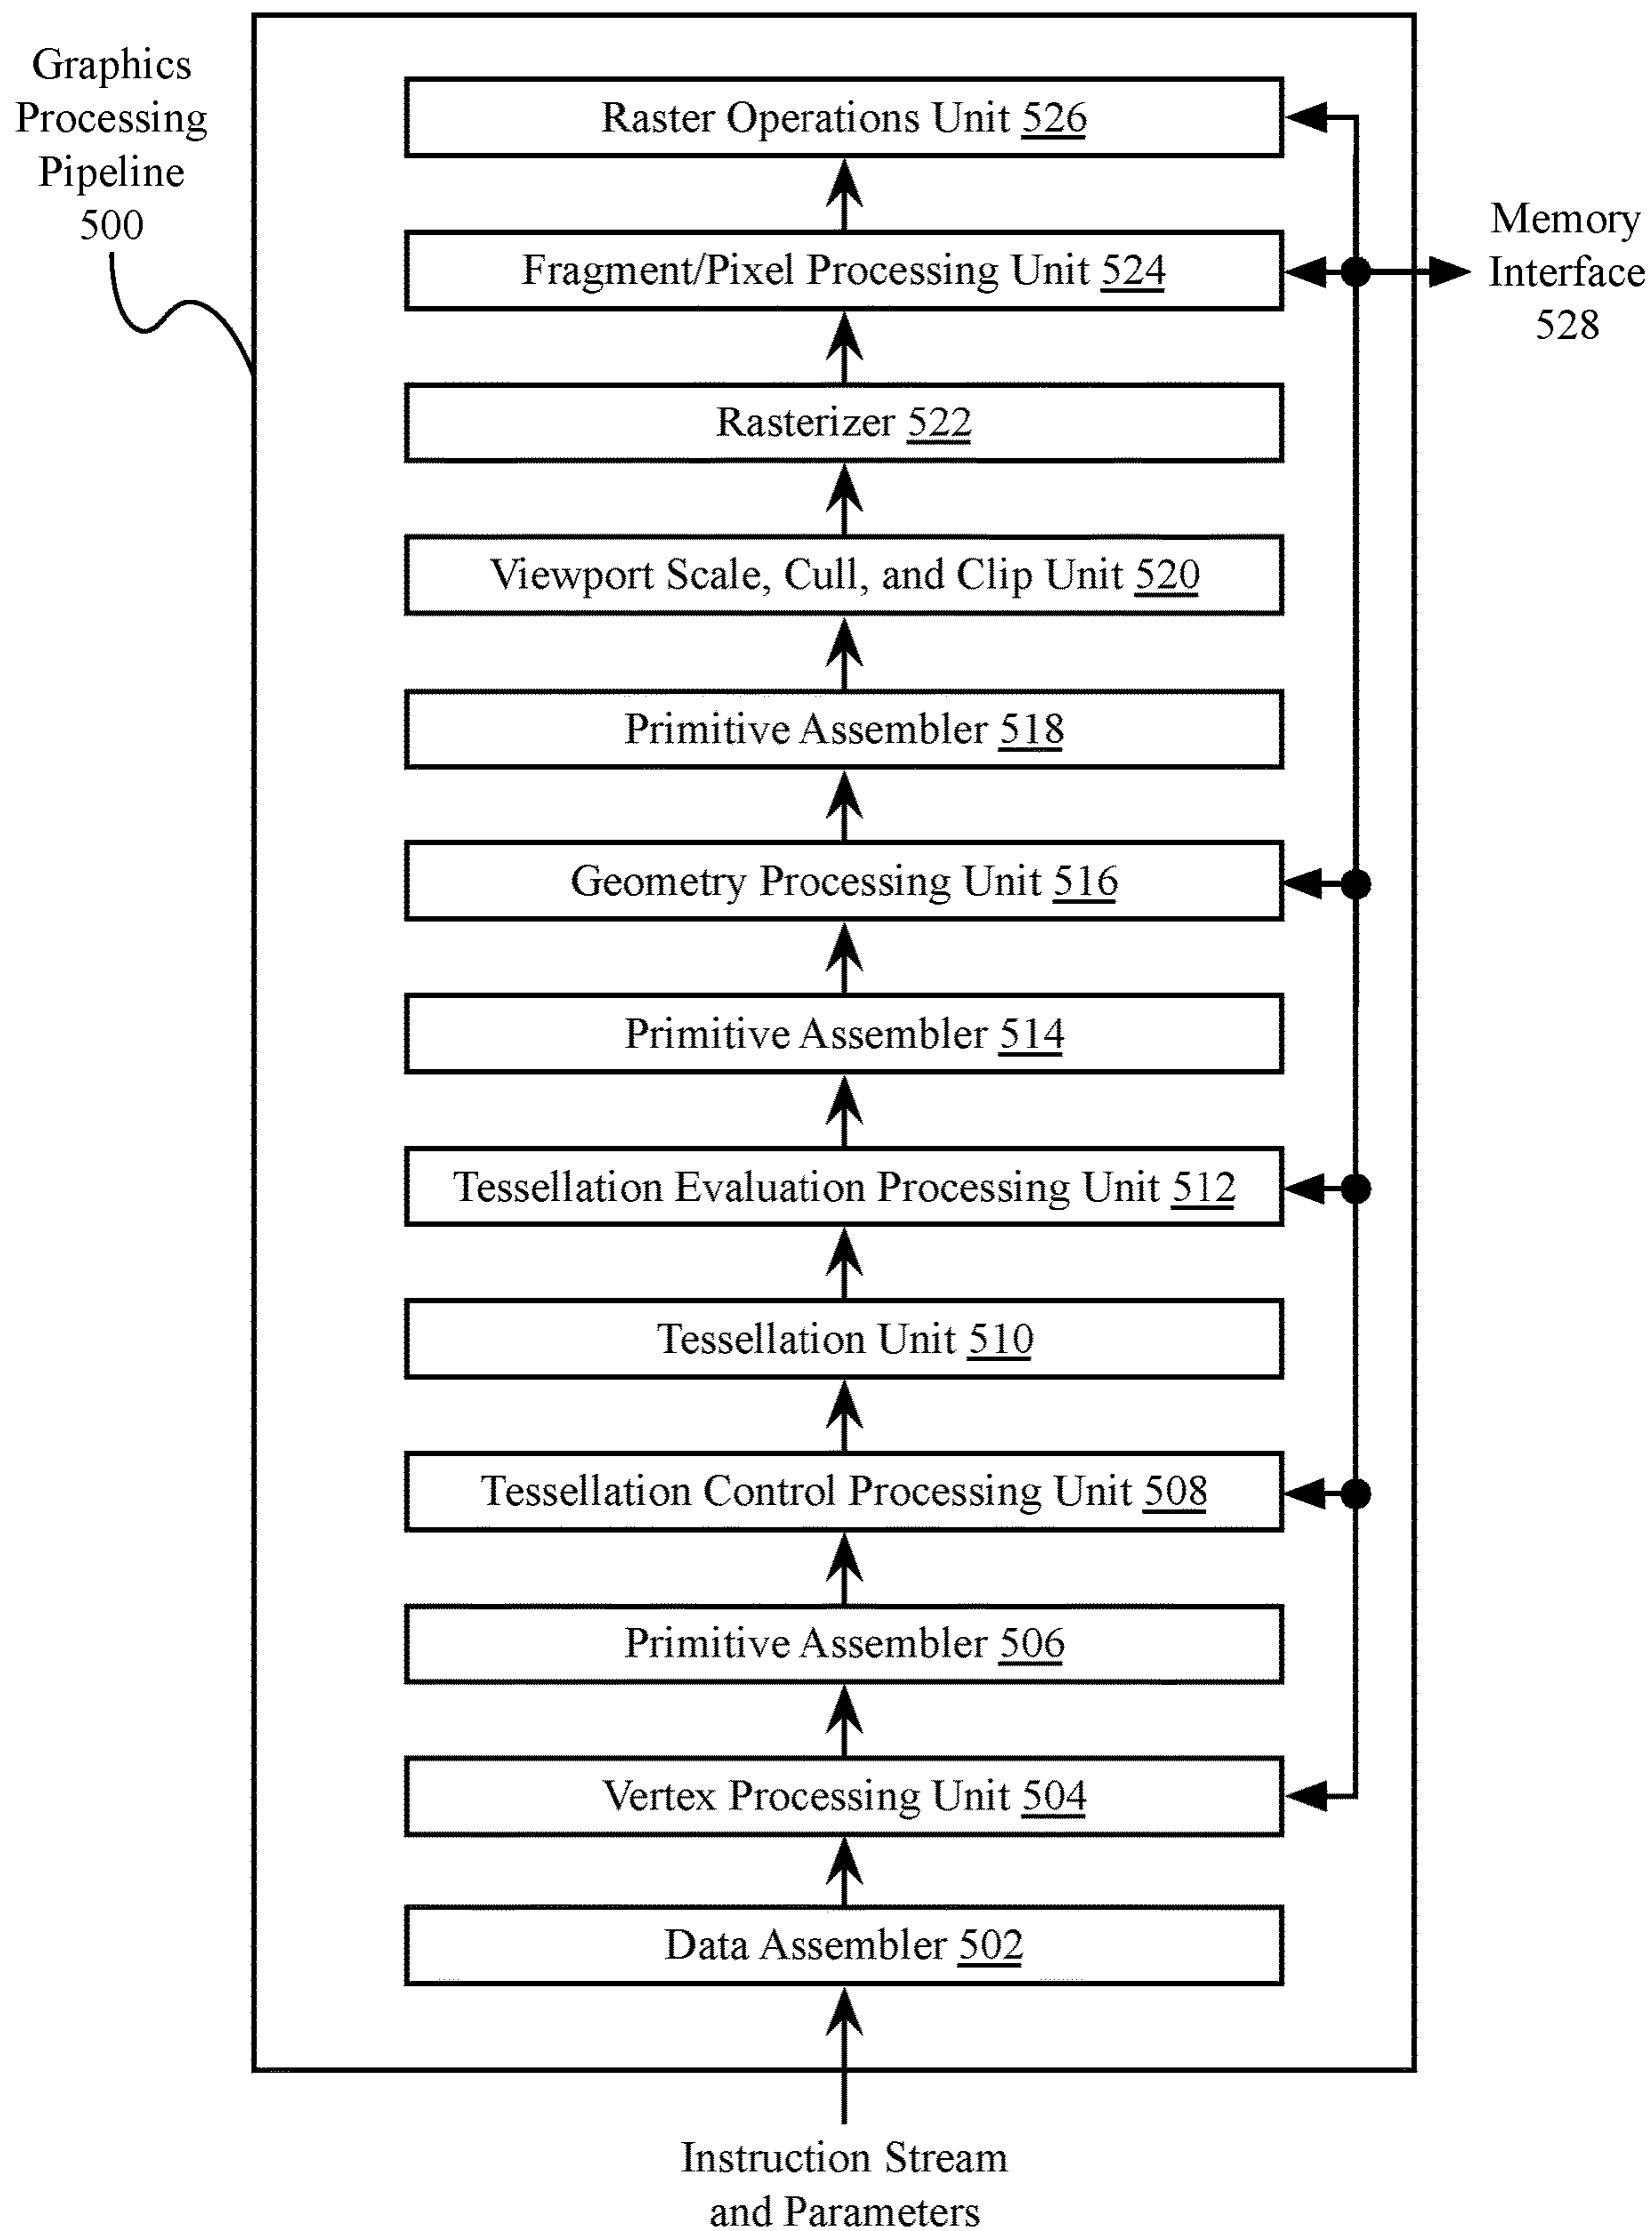 Graphics
Processing
Pipeline
500
Raster Operations Unit 526
Fragment/Pixel Processing Unit 524
Memory
Interface
528
Rasterizer 522
Viewport Scale, Cull, and Clip Unit 520
Primitive Assembler 518
Geometry Processing Unit 516
Primitive Assembler 514
Tessellation Evaluation Processing Unit 512
Tessellation Unit 510
Tessellation Control Processing Unit 508
Primitive Assembler 506
Vertex Processing Unit 504
Data Assembler 502
Instruction Stream
and Parameters